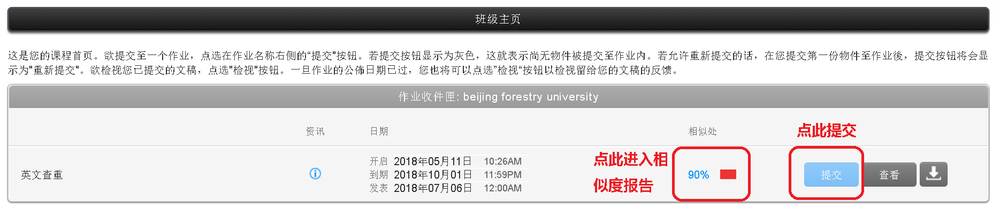 班级主页
这是您的课程首页。欲提交至一个作业，点选在作业名称右侧的“提交"按钮。若提交按钮显示为灰色，这就表示尚无物件被提交至作业内。若允许重新提交的话，在您提交第一份物件至作业後，提交按钮将会显
示为"重新提交"。欲检视您已提交的文稿，点选"检视"按钮。一旦作业的公佈日期已过，您也将可以点选”检视“按钮以检视留给您的文稿的反馈。
作业收件匣: beijing forestry university
资讯 日期 相似处 点此提交
开启 2018年05月11日 10:26AM
英文查重 到期 2018年10月01日 11:59PM
发表 2018年07月06日 12:00AM
点此进入相
似度报告
90% 提交 查看